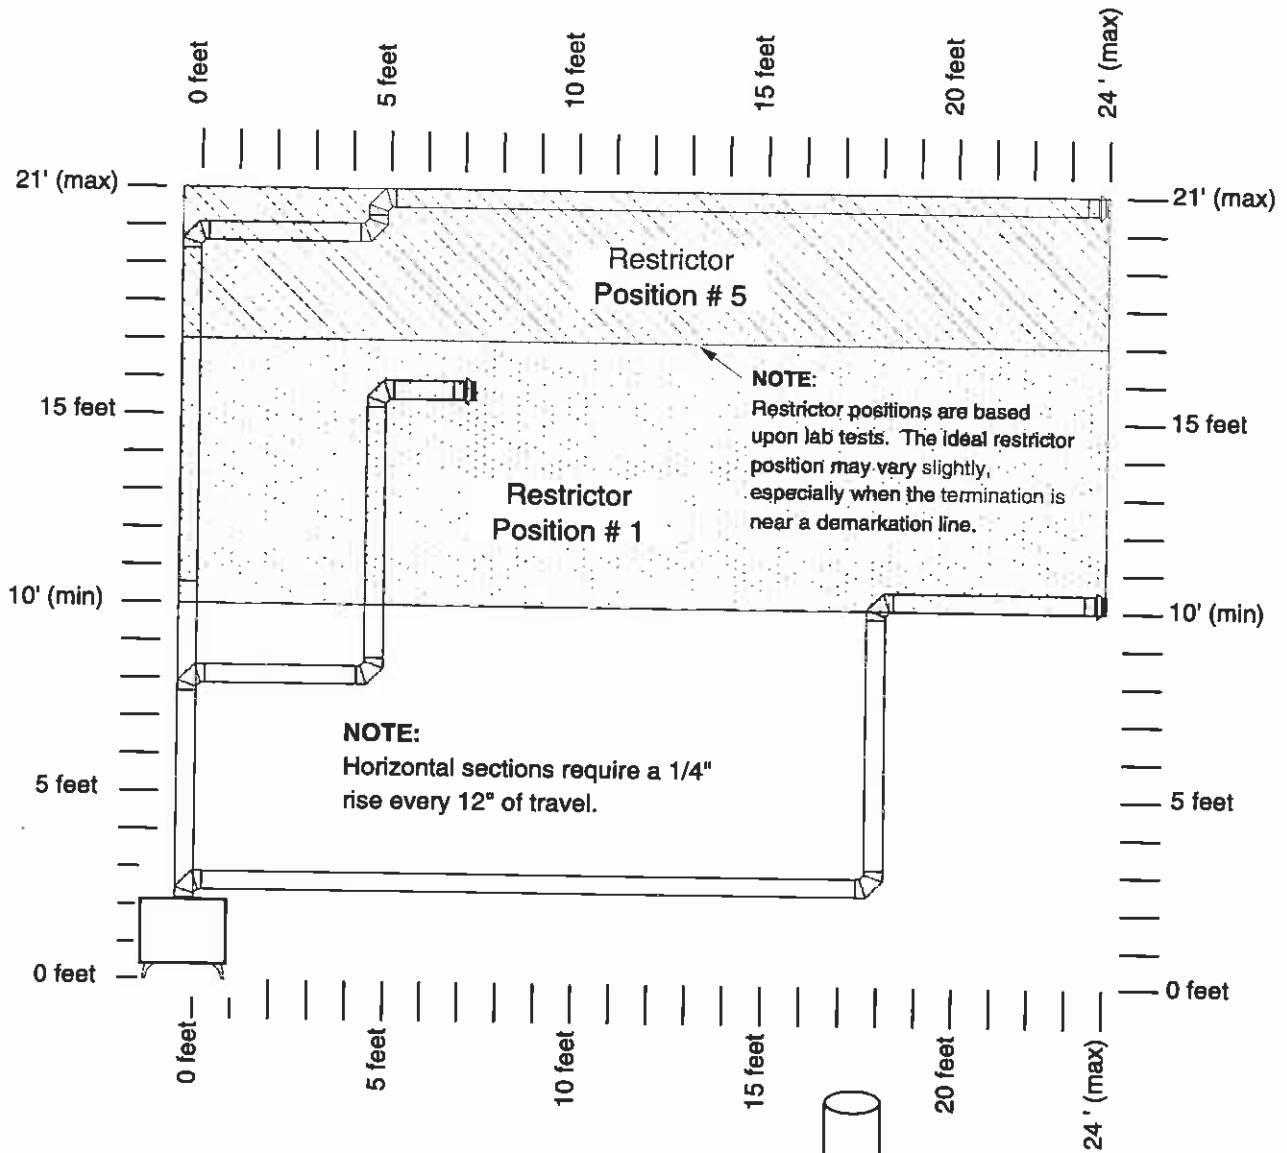 0 feet
5 feet
10 feet
15 feet
20 feet
24 ' (max)
21' (max)
21' (max)
Restrictor
Position # 5
NOTE:
Restrictor positions are based
upon lab tests. The ideal restrictor
position may vary slightly,
especially when the termination is
near a demarkation line.
15 feet
15 feet
Restrictor
Position # 1
10' (min)
10' (min)
NOTE:
Horizontal sections require a 1/4"
rise every 12" of travel.
5 feet
5 feet
0 feet
0 feet
0 feet
5 feet
10 feet
15 feet
20 feet
24 ' (max)